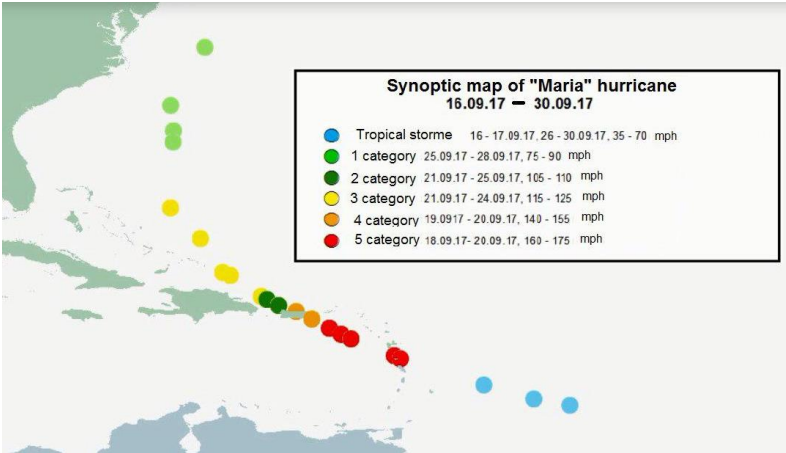 Synoptic map of "Maria" hurricane
16.09.17 – 30.09.17
Tropical storme 16 - 17.09.17, 26 - 30.09.17, 35 - 70 mph
1 category 25.09.17 - 28.09.17, 75 - 90 mph
2 category 21.09.17 - 25.09.17, 105 - 110 mph
3 category 21.09.17 - 24.09.17, 115 - 125 mph
4 category 19.0917 - 20.09.17, 140 - 155 mph
5 category 18.09.17- 20.09.17, 160 - 175 mph